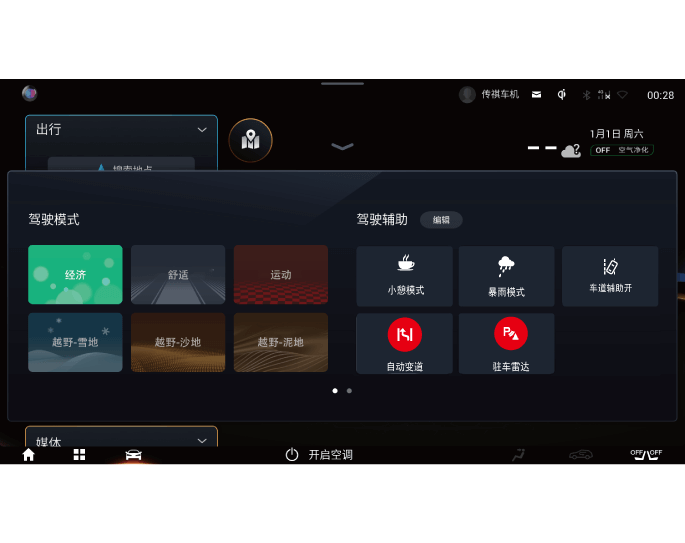 传祺车机
00:28
出行
1月1日 周六
OFF 空气净化
搜索地点
驾驶模式
驾驶辅助
编辑
经济
舒适
运动
小憩模式
暴雨模式
车道辅助开
越野-雪地
越野-沙地
越野-泥地
自动变道
驻车雷达
媒体
开启空调
OFF OFF